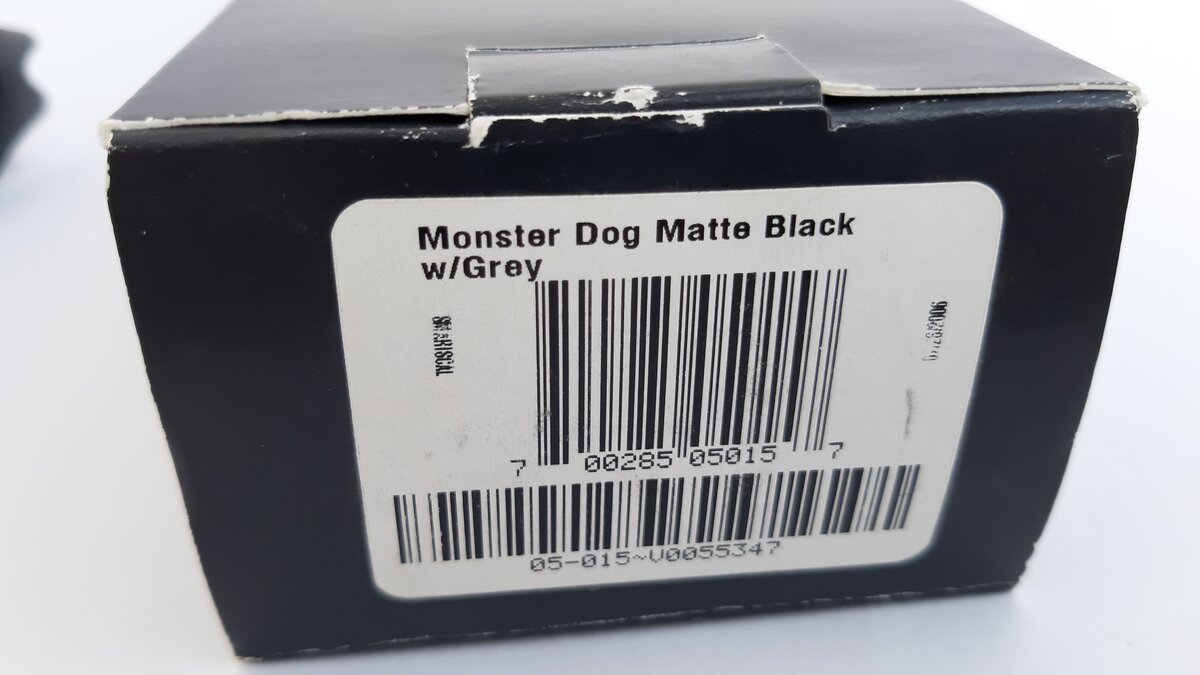 Monster Dog Matte Black
w/Grey
7 00285 05015 7
05-015~V0055347